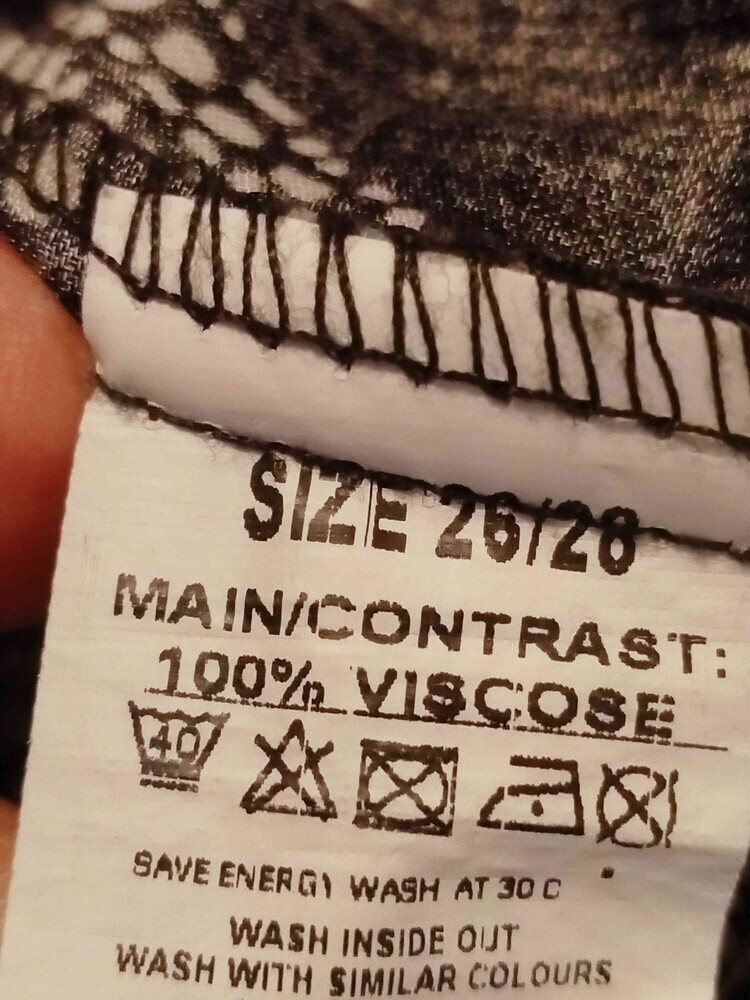 SIZE 26/28
MAIN/CONTRAST:
100% VISCOSE
40
SAVE ENERGY WASH AT 30 C
WASH INSIDE OUT
WASH WITH SIMILAR COLOURS